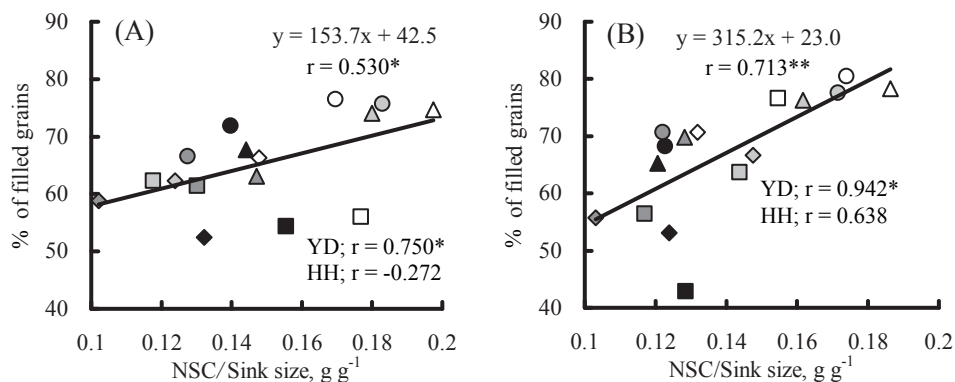 (A)
y = 153.7x + 42.5
r = 0.530*
YD; r = 0.750*
HH; r = -0.272
% of filled grains
90
80
70
60
50
40
0.1 0.12 0.14 0.16 0.18 0.2
NSC/Sink size, g g-1
(B)
y = 315.2x + 23.0
r = 0.713**
YD; r = 0.942*
HH; r = 0.638
% of filled grains
90
80
70
60
50
40
0.1 0.12 0.14 0.16 0.18 0.2
NSC/Sink size, g g-1